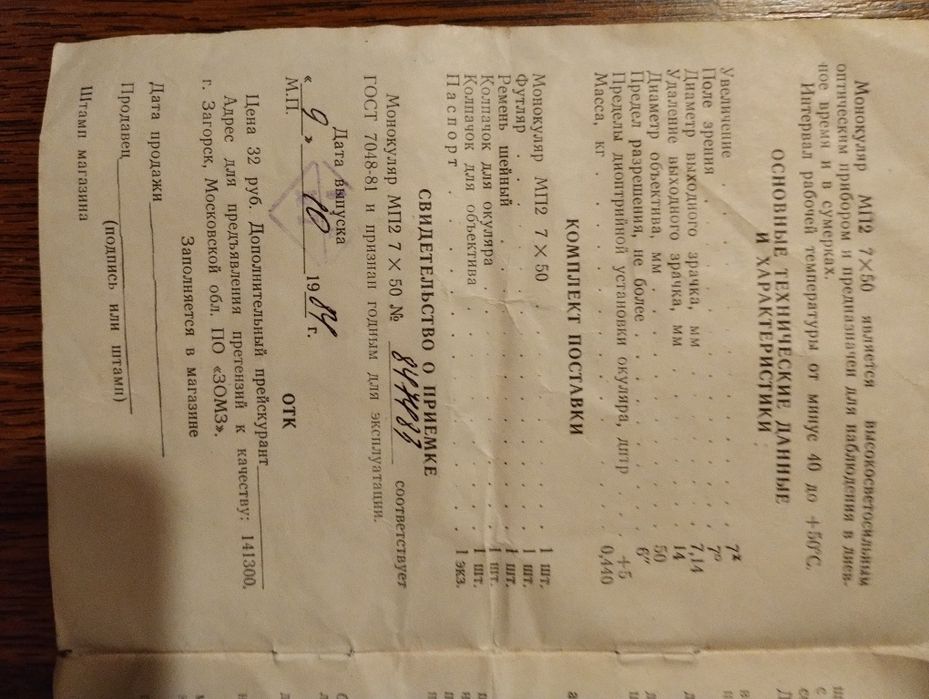 Монокуляр МП2 7×50 является высокосветосильным
оптическим прибором и предназначен для наблюдения в днев-
ное время и в сумерках.
Интервал рабочей температуры от минус 40 до +50°С.
ОСНОВНЫЕ ТЕХНИЧЕСКИЕ ДАННЫЕ
И ХАРАКТЕРИСТИКИ
Увеличение . . . . . . . 7ˣ
Поле зрения . . . . . . . 7°
Диаметр выходного зрачка, мм . . . . 7,14
Удаление выходного зрачка, мм . . . . 14
Диаметр объектива, мм . . . . . 50
Предел разрешения, не более . . . . 6"
Пределы диоптрийной установки окуляра, дптр . . +5
Масса, кг . . . . . . . . 0,440
КОМПЛЕКТ ПОСТАВКИ
Монокуляр МП2 7×50 . . . . . . 1 шт.
Футляр . . . . . . . . 1 шт.
Ремень шейный . . . . . . . 1 шт.
Колпачок для окуляра . . . . . . 1 шт.
Колпачок для объектива . . . . . . 1 шт.
Паспорт . . . . . . . . 1 экз.
СВИДЕТЕЛЬСТВО О ПРИЕМКЕ
Монокуляр МП2 7×50 № 8474983 соответствует
ГОСТ 7048-81 и признан годным для эксплуатации.
Дата выпуска
« 9 » 10 1984 г.
М.П. ОТК
Цена 32 руб. Дополнительный прейскурант
Адрес для предъявления претензий к качеству: 141300.
г. Загорск, Московской обл. ПО «ЗОМЗ».
Заполняется в магазине
Дата продажи
Продавец
(подпись или штамп)
Штамп магазина